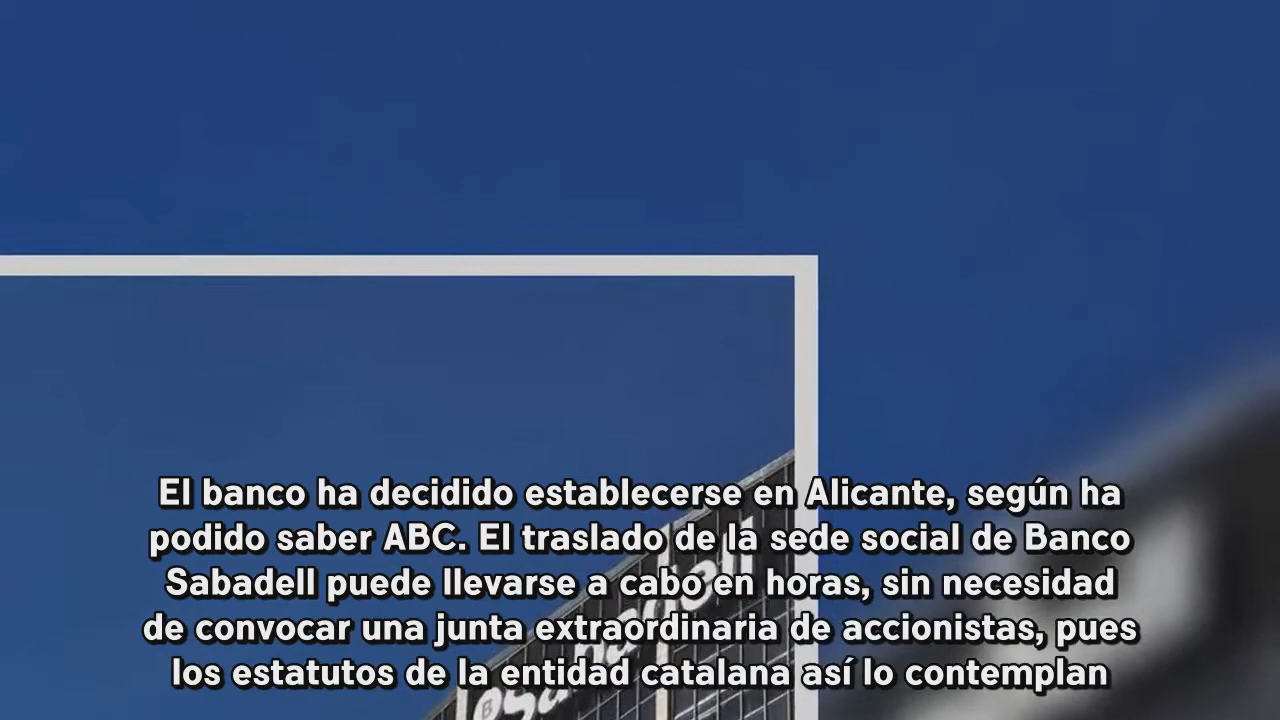 El banco ha decidido establecerse en Alicante, según ha
podido saber ABC. El traslado de la sede social de Banco
Sabadell puede llevarse a cabo en horas, sin necesidad
de convocar una junta extraordinaria de accionistas, pues
los estatutos de la entidad catalana así lo contemplan
B Sabadell